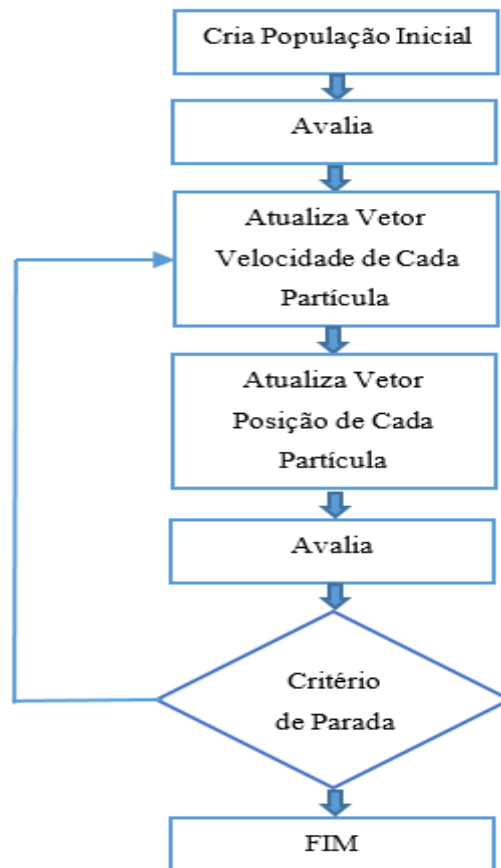 Cria População Inicial
Avalia
Atualiza Vetor
Velocidade de Cada
Partícula
Atualiza Vetor
Posição de Cada
Partícula
Avalia
Critério
de Parada
FIM